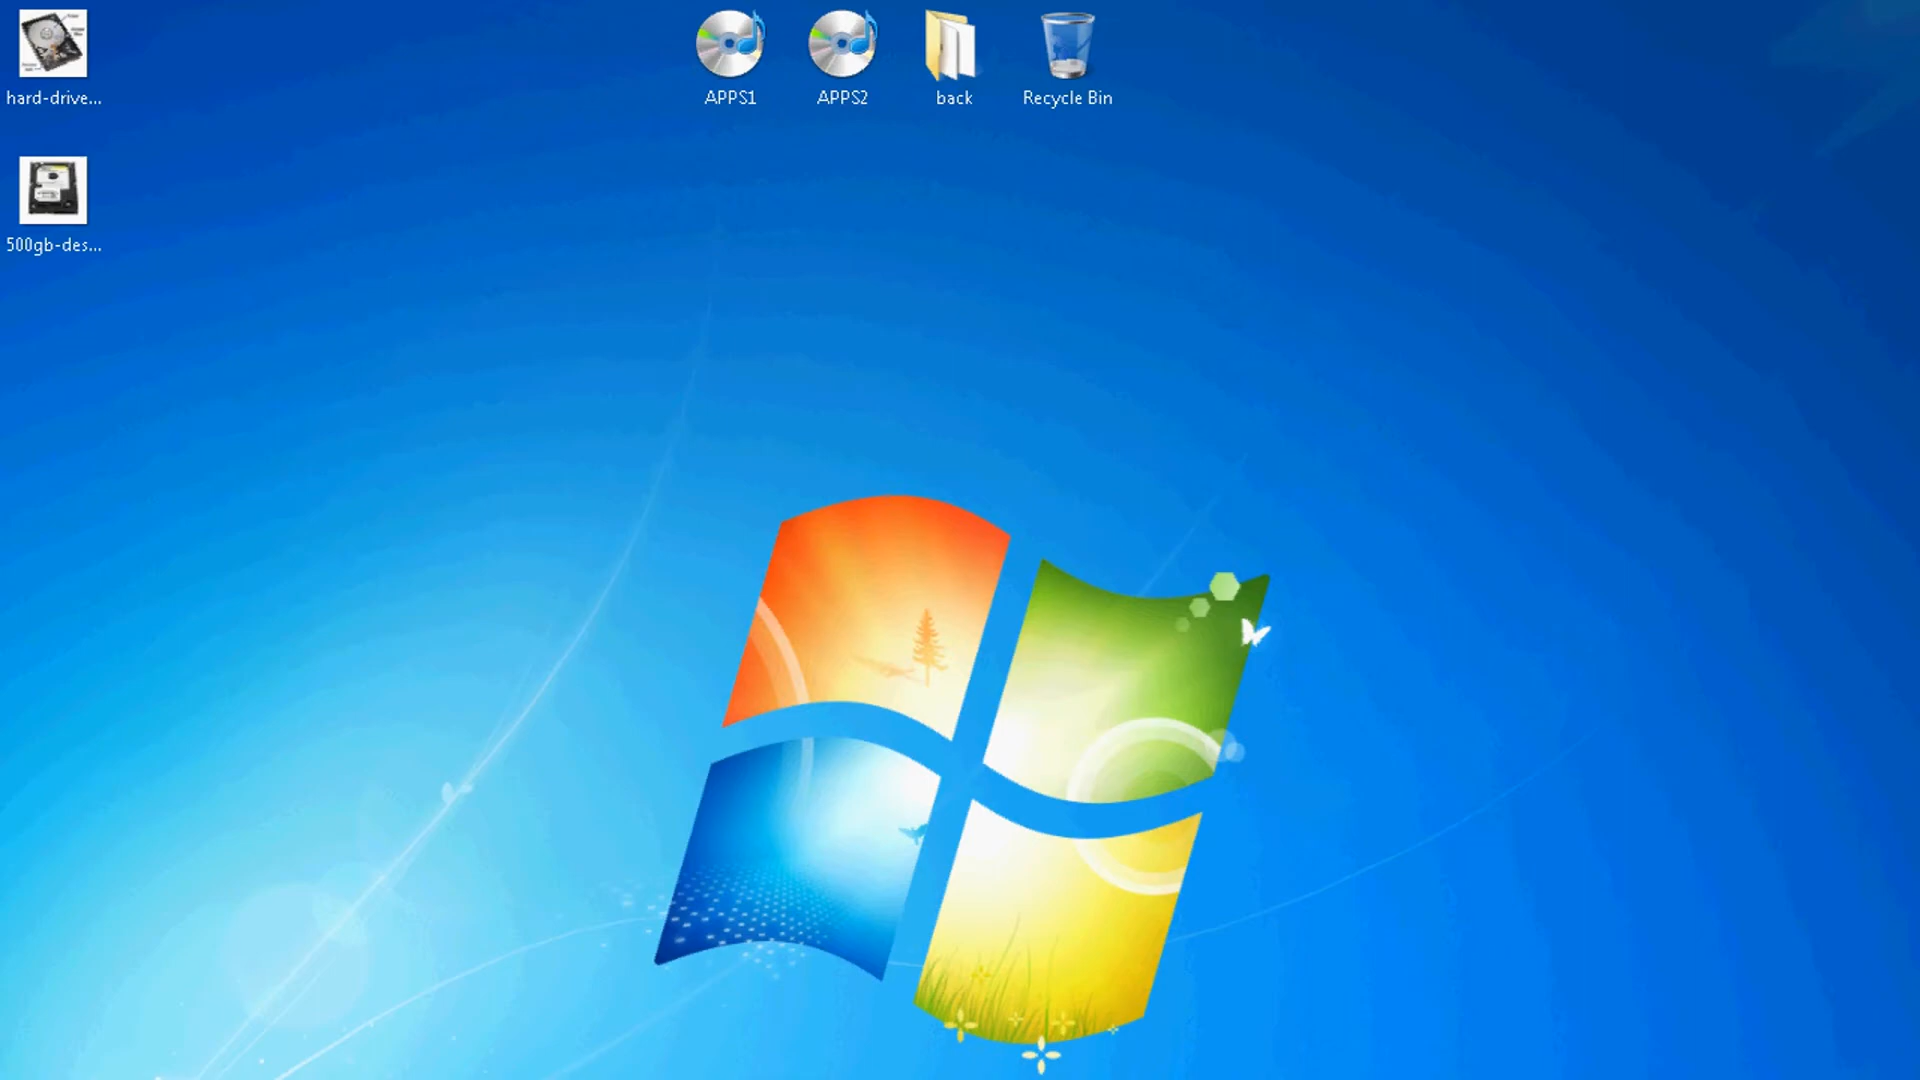 hard-drive...
APPS1
APPS2
back
Recycle Bin
500gb-des...